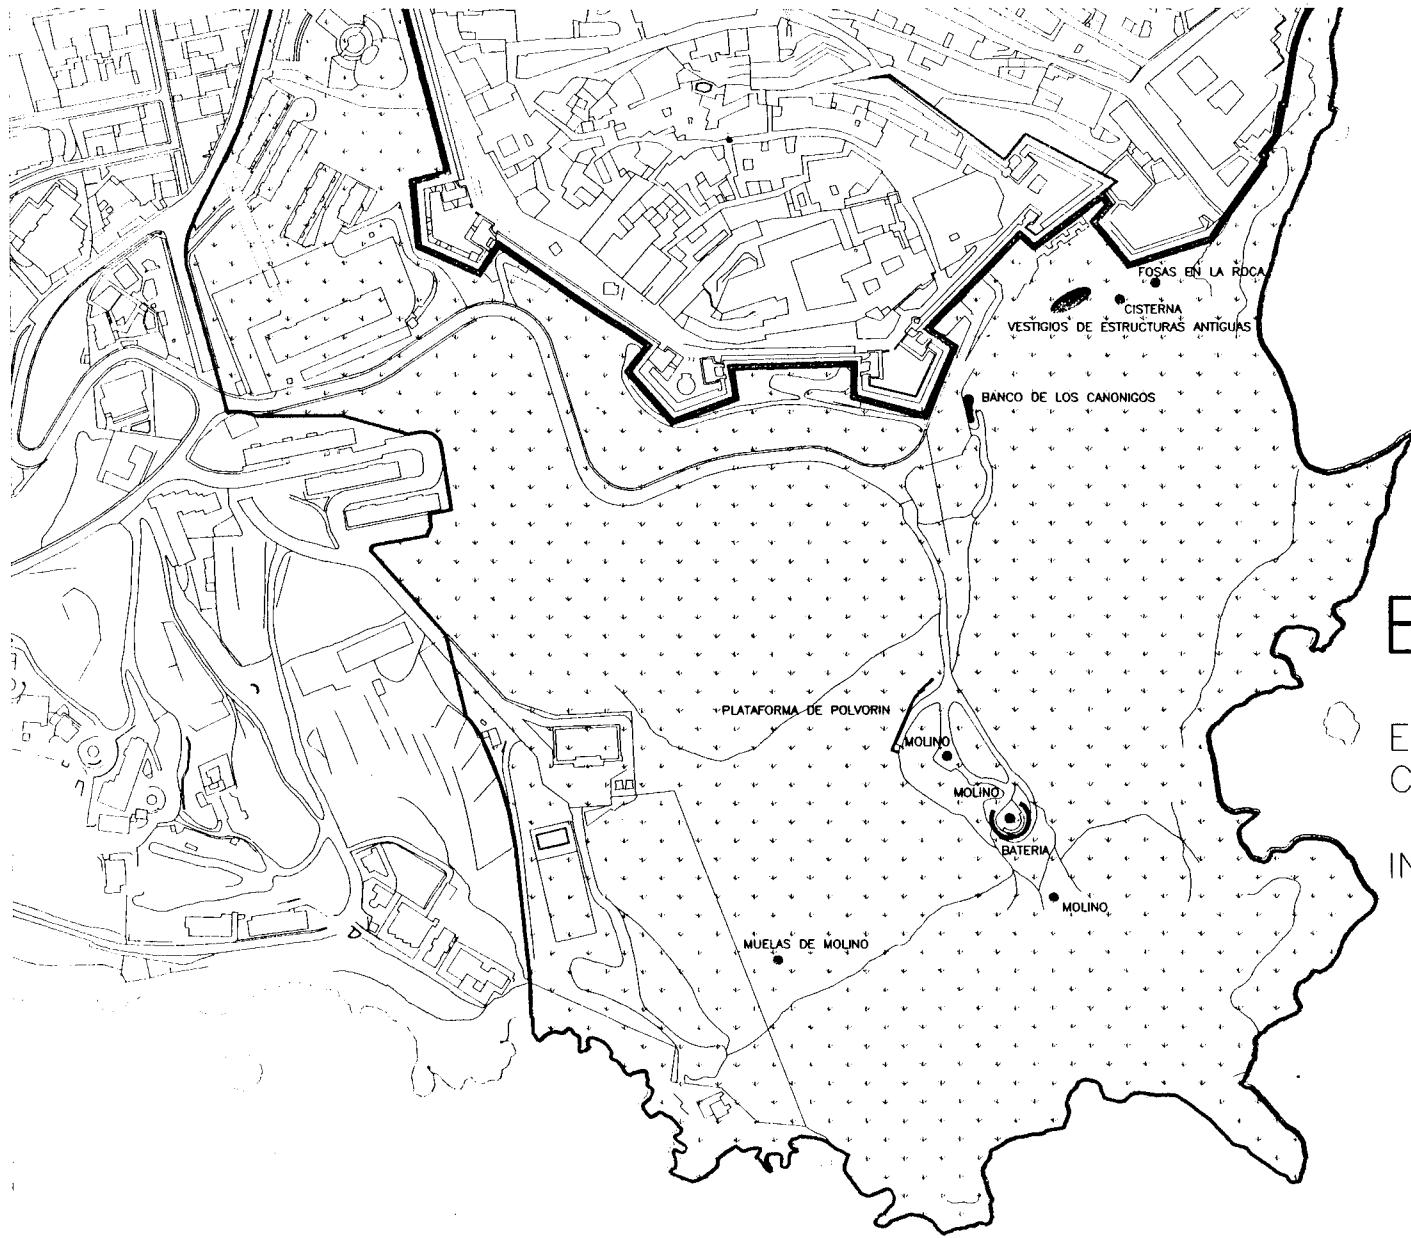 FOSAS EN LA ROCA
CISTERNA
VESTIGIOS DE ESTRUCTURAS ANTIGUAS
BANCO DE LOS CANONIGOS
E
PLATAFORMA DE POLVORIN
MOLINO
E
C
MOLINO
BATERIA
IN
MOLINO
MUELAS DE MOLINO